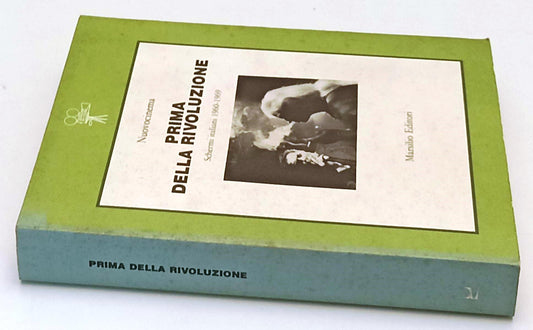 Nuovocinema
PRIMA
DELLA RIVOLUZIONE
Schermi italiani 1960-1969
Marsilio Editori
PRIMA DELLA RIVOLUZIONE